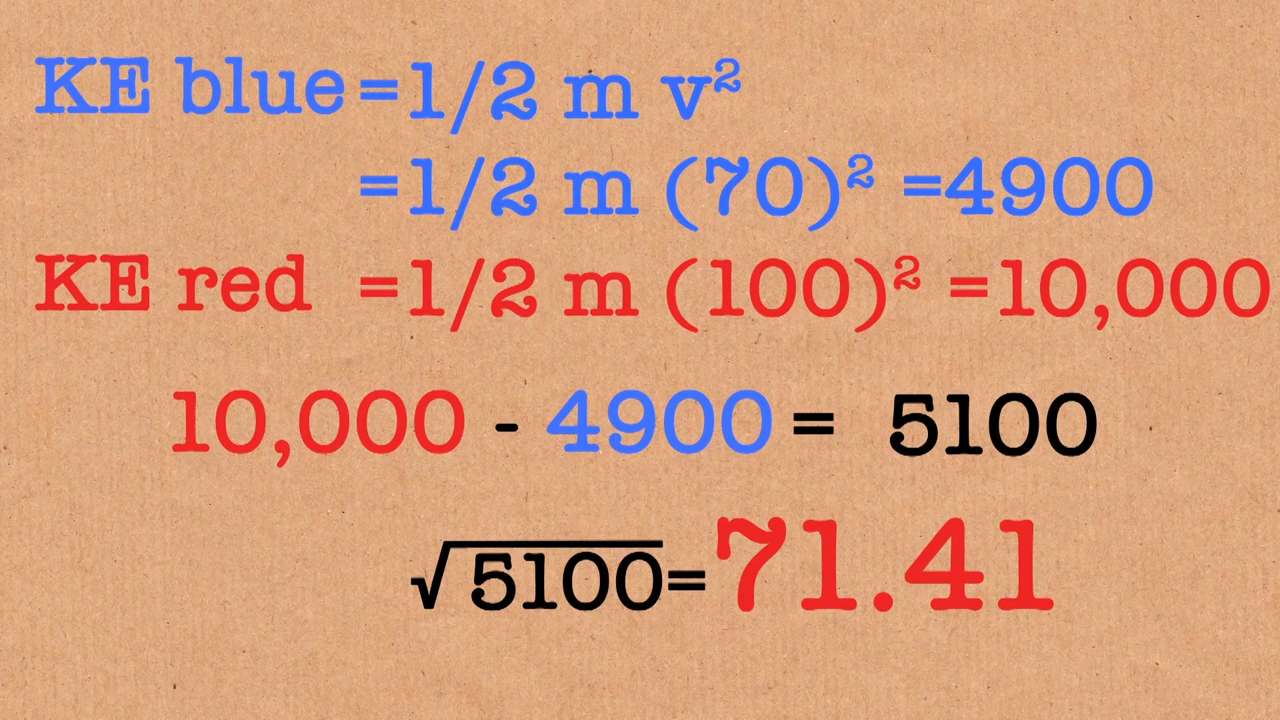 KE blue =1/2 m v²
=1/2 m (70)² =4900
KE red =1/2 m (100)² =10,000
10,000 - 4900 = 5100
√5100=71.41